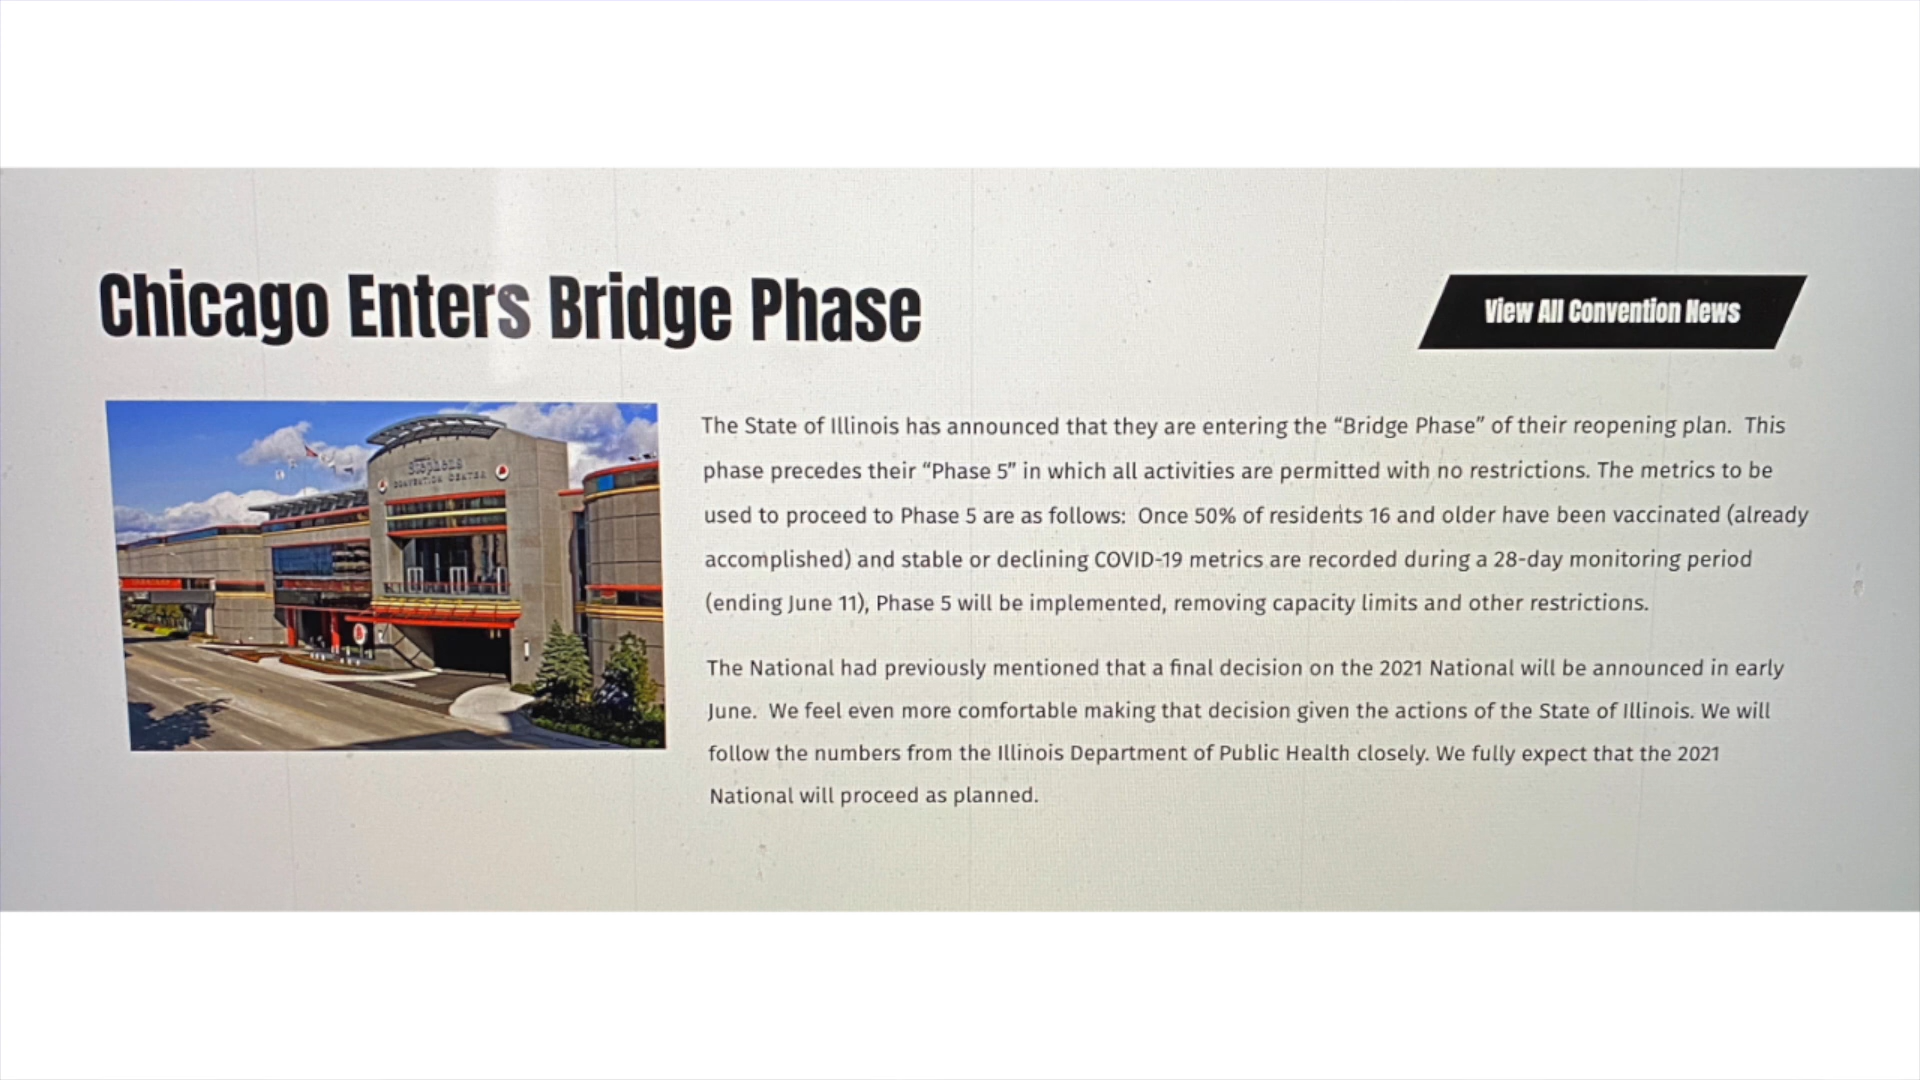 Chicago Enters Bridge Phase
View All Convention News
Stephens
CONVENTION CENTER
The State of Illinois has announced that they are entering the “Bridge Phase” of their reopening plan.  This
phase precedes their “Phase 5” in which all activities are permitted with no restrictions. The metrics to be
used to proceed to Phase 5 are as follows:  Once 50% of residents 16 and older have been vaccinated (already
accomplished) and stable or declining COVID-19 metrics are recorded during a 28-day monitoring period
(ending June 11), Phase 5 will be implemented, removing capacity limits and other restrictions.
The National had previously mentioned that a final decision on the 2021 National will be announced in early
June.  We feel even more comfortable making that decision given the actions of the State of Illinois. We will
follow the numbers from the Illinois Department of Public Health closely. We fully expect that the 2021
National will proceed as planned.